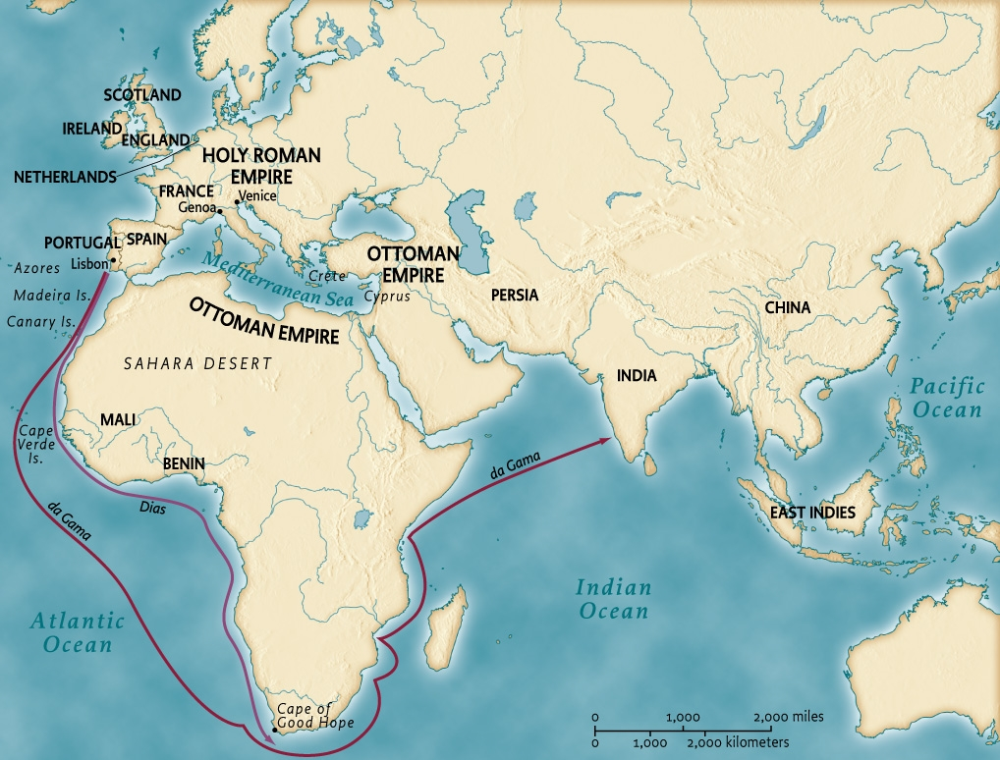 SCOTLAND
IRELAND
ENGLAND
HOLY ROMAN
EMPIRE
NETHERLANDS
FRANCE
Venice
Genoa
PORTUGAL
SPAIN
Lisbon
Azores
Mediterranean Sea
OTTOMAN
EMPIRE
Crete
Cyprus
Madeira Is.
Canary Is.
OTTOMAN EMPIRE
PERSIA
CHINA
SAHARA DESERT
INDIA
Pacific
Ocean
MALI
Cape
Verde
Is.
BENIN
da Gama
Dias
da Gama
EAST INDIES
Indian
Ocean
Atlantic
Ocean
Cape of
Good Hope
0 1,000 2,000 miles
0 1,000 2,000 kilometers